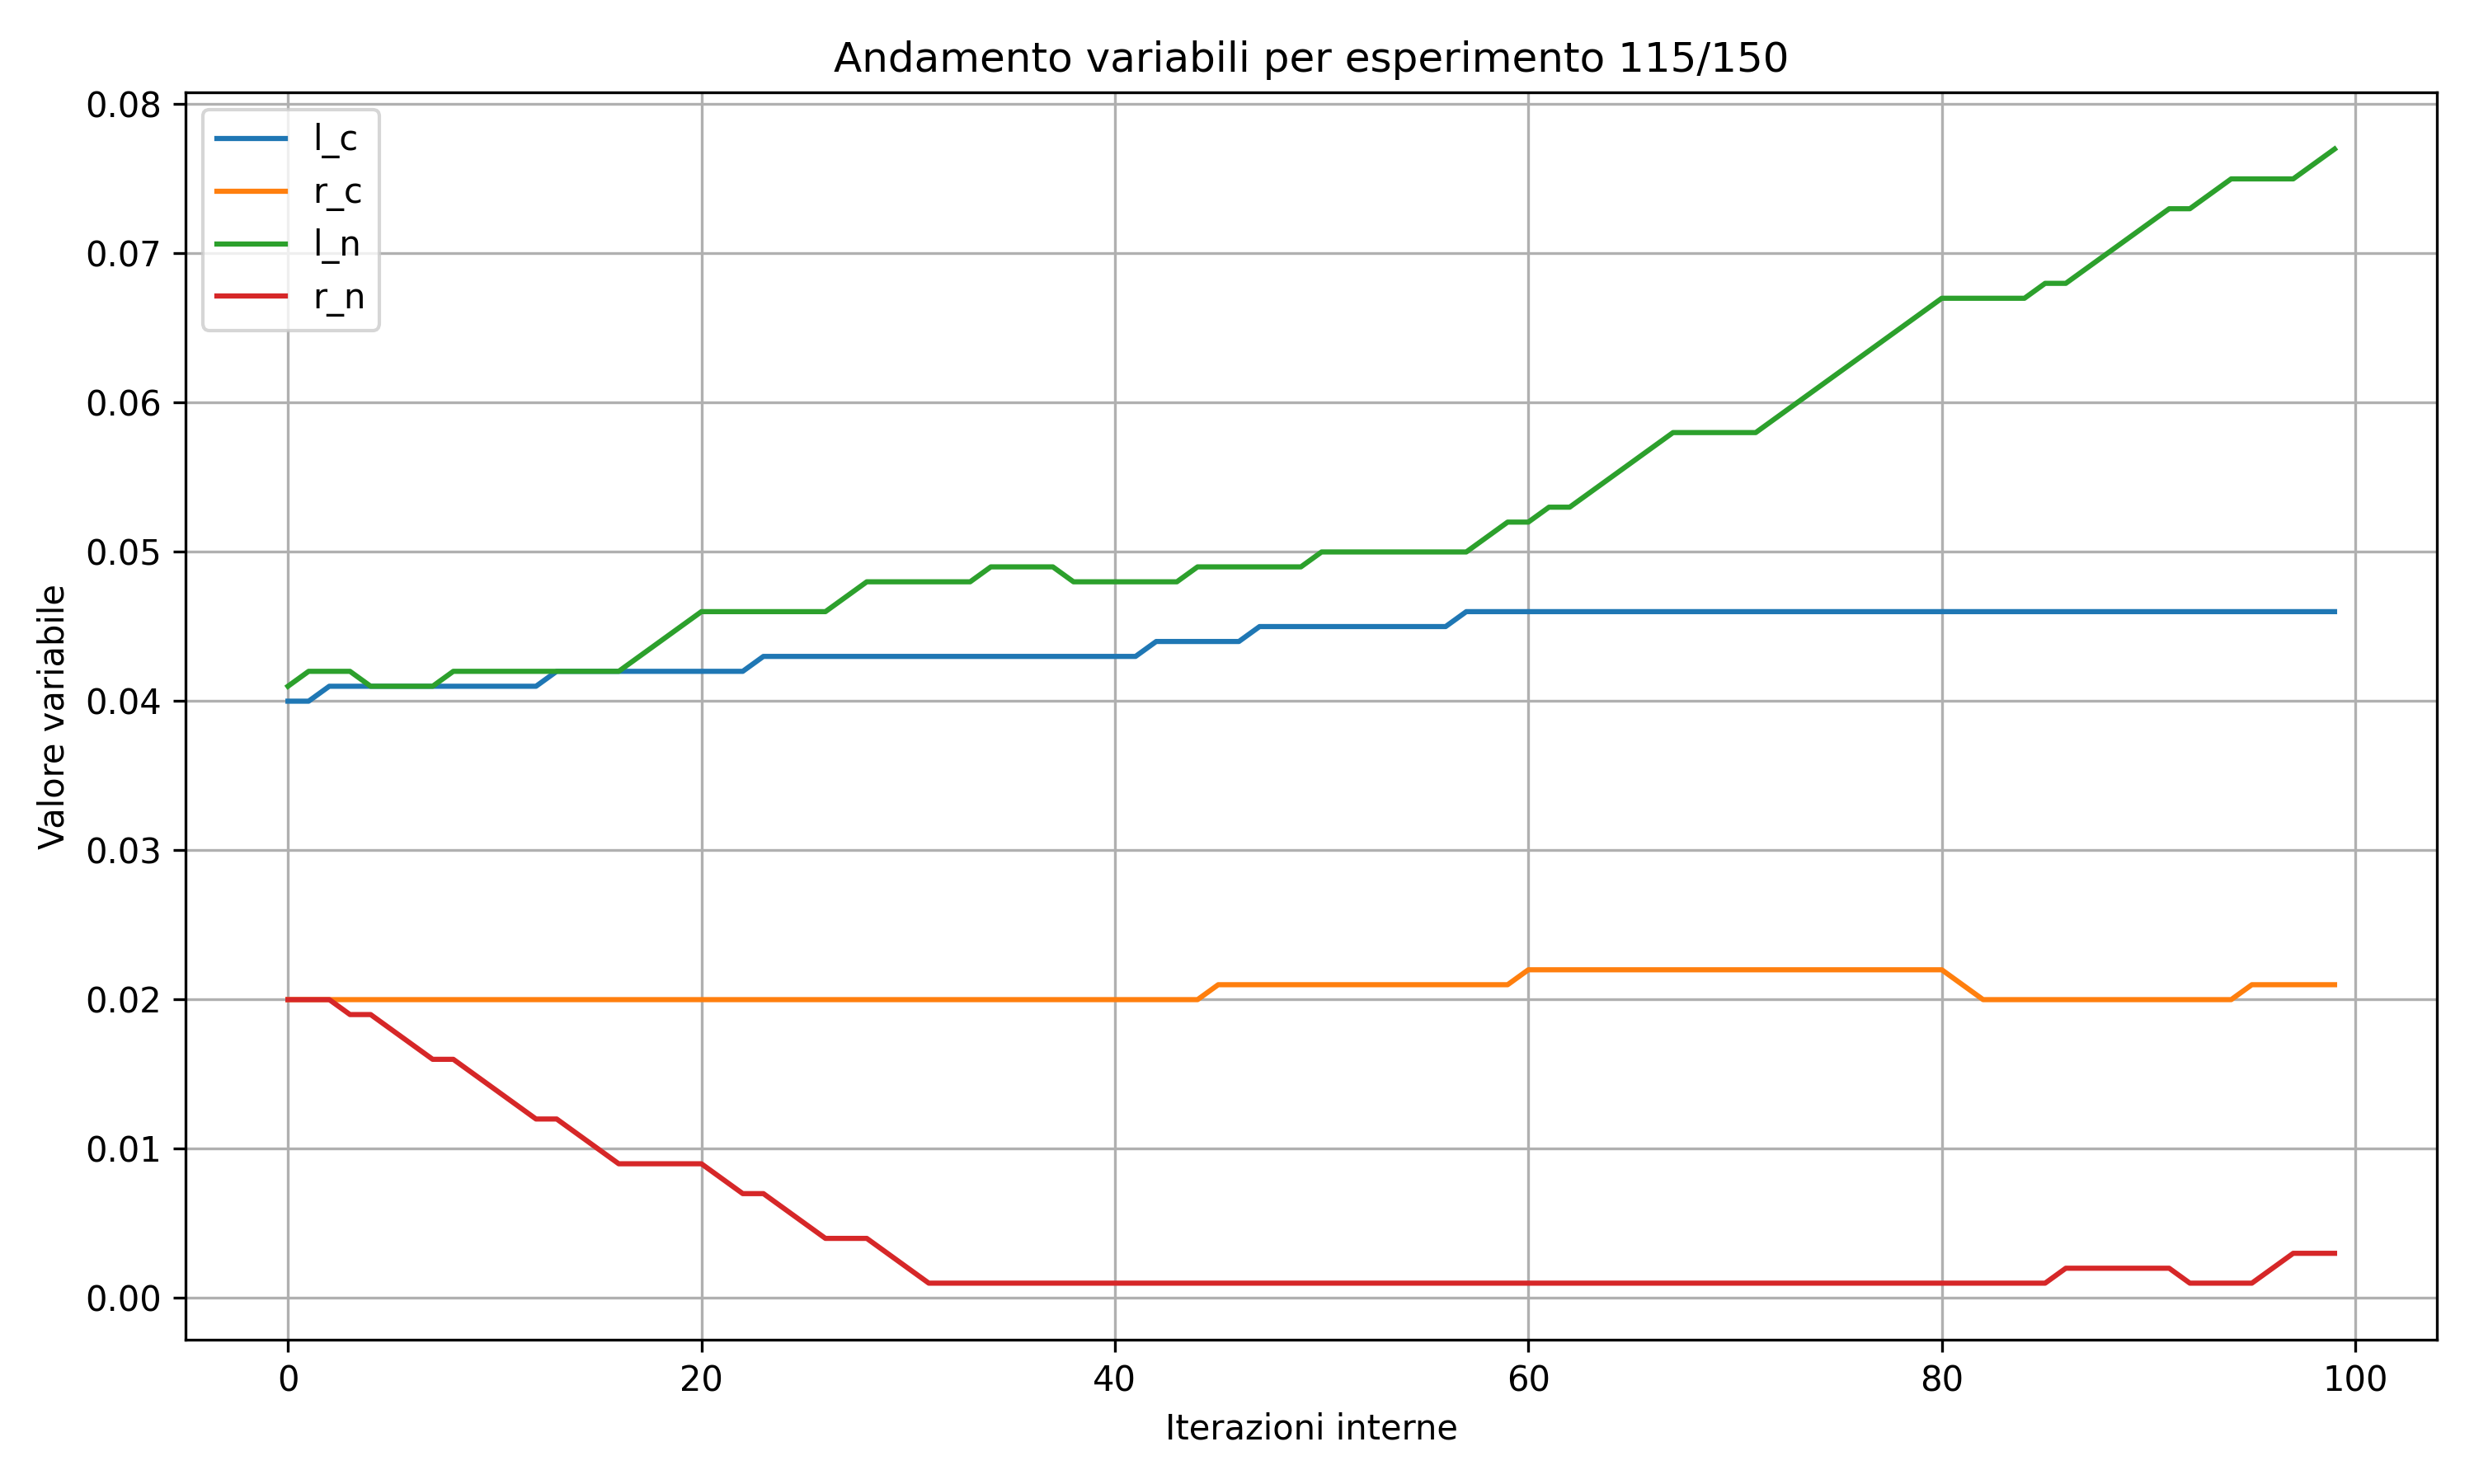 Andamento variabili per esperimento 115/150
l_c
r_c
l_n
r_n
Valore variabile
0.08
0.07
0.06
0.05
0.04
0.03
0.02
0.01
0.00
0 20 40 60 80 100
Iterazioni interne